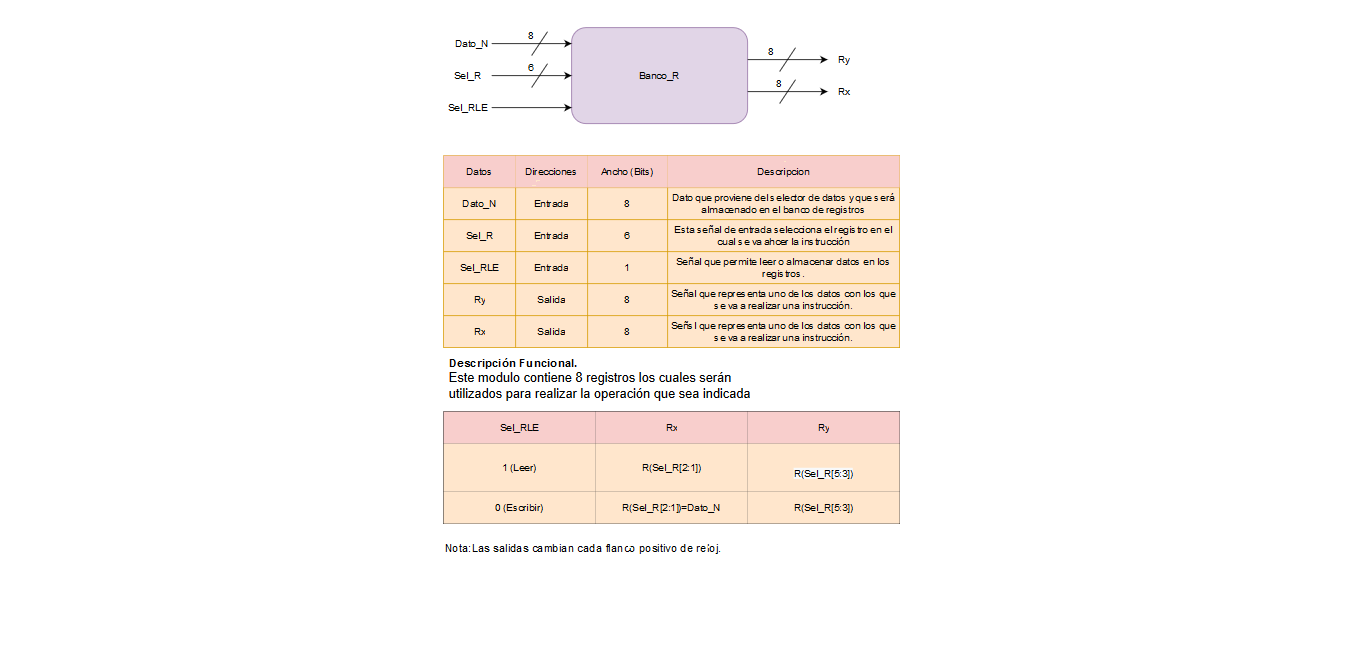 8
Dato_N
6
Sel_R
Sel_RLE
Banco_R
8
Ry
8
Rx
Datos Direcciones Ancho (Bits) Descripcion
Dato_N Entrada 8 Dato que proviene del selector de datos y que será
almacenado en el banco de registros
Sel_R Entrada 6 Esta señal de entrada selecciona el registro en el
cual se va ahcer la instrucción
Sel_RLE Entrada 1 Señal que permite leer o almacenar datos en los
registros.
Ry Salida 8 Señal que representa uno de los datos con los que
se va a realizar una instrucción.
Rx Salida 8 Señsl que representa uno de los datos con los que
se va a realizar una instrucción.
Descripción Funcional.
Este modulo contiene 8 registros los cuales serán
utilizados para realizar la operación que sea indicada
Sel_RLE Rx Ry
1 (Leer) R(Sel_R[2:1]) R(Sel_R[5:3])
0 (Escribir) R(Sel_R[2:1])=Dato_N R(Sel_R[5:3])
Nota:Las salidas cambian cada flanco positivo de reloj.